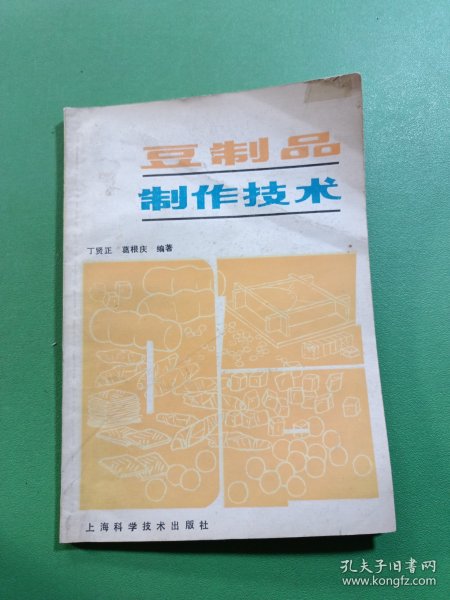 豆制品
制作技术
丁贤正 葛根庆 编著
上海科学技术出版社
孔夫子旧书网
www.kongfz.com